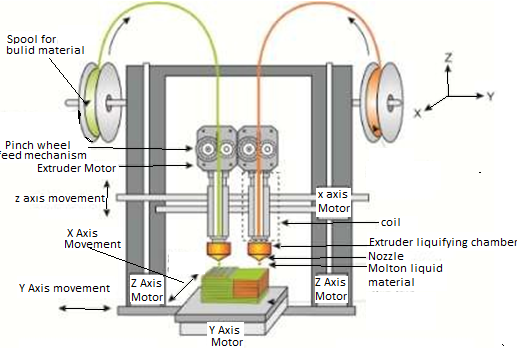 Spool for
bulid material
Z
Y
X
Pinch wheel
feed mechanism
Extruder Motor
z axis movement
x axis
Motor
coil
X Axis
Movement
Extruder liquifying chamber
Nozzle
Molton liquid
material
Y Axis movement
Z Axis
Motor
Z Axis
Motor
Y Axis
Motor